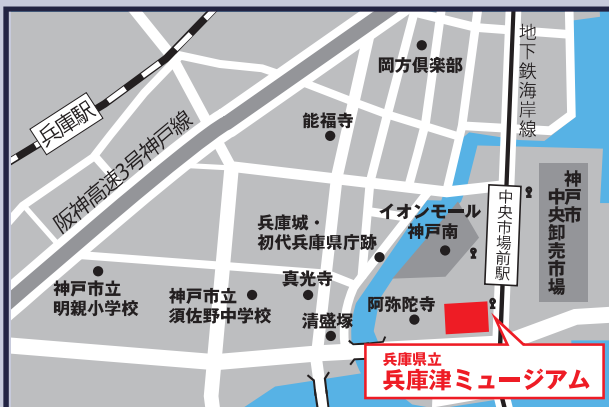 岡方倶楽部
地下鉄海岸線
兵庫駅
能福寺
阪神高速3号神戸線
神戸市
中央卸売市場
中央市場前駅
イオンモール
神戸南
兵庫城・
初代兵庫県庁跡
神戸市立
明親小学校
神戸市立
須佐野中学校
真光寺
清盛塚
阿弥陀寺
兵庫県立
兵庫津ミュージアム